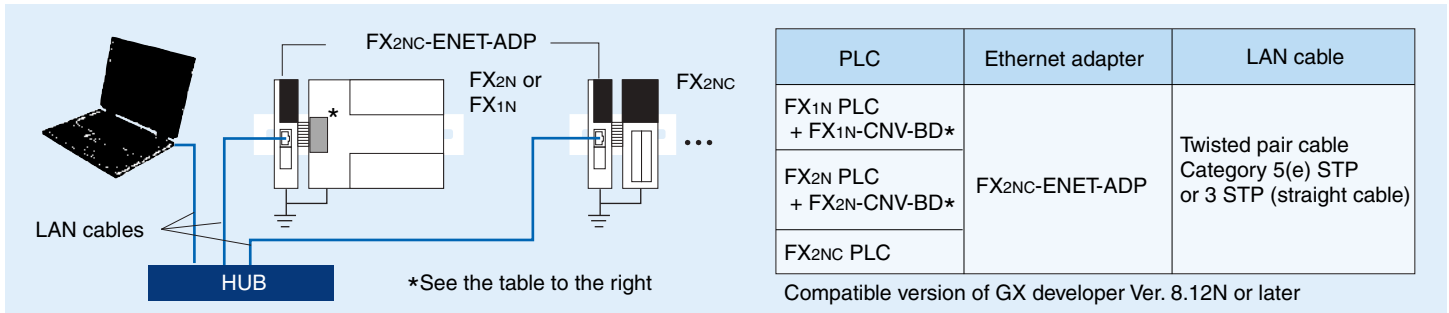 FX2NC-ENET-ADP
FX2N or
FX1N
FX2NC
*
...
LAN cables
HUB
*See the table to the right
PLC
Ethernet adapter
LAN cable
FX1N PLC
+ FX1N-CNV-BD*
FX2N PLC
+ FX2N-CNV-BD*
FX2NC PLC
FX2NC-ENET-ADP
Twisted pair cable
Category 5(e) STP
or 3 STP (straight cable)
Compatible version of GX developer Ver. 8.12N or later